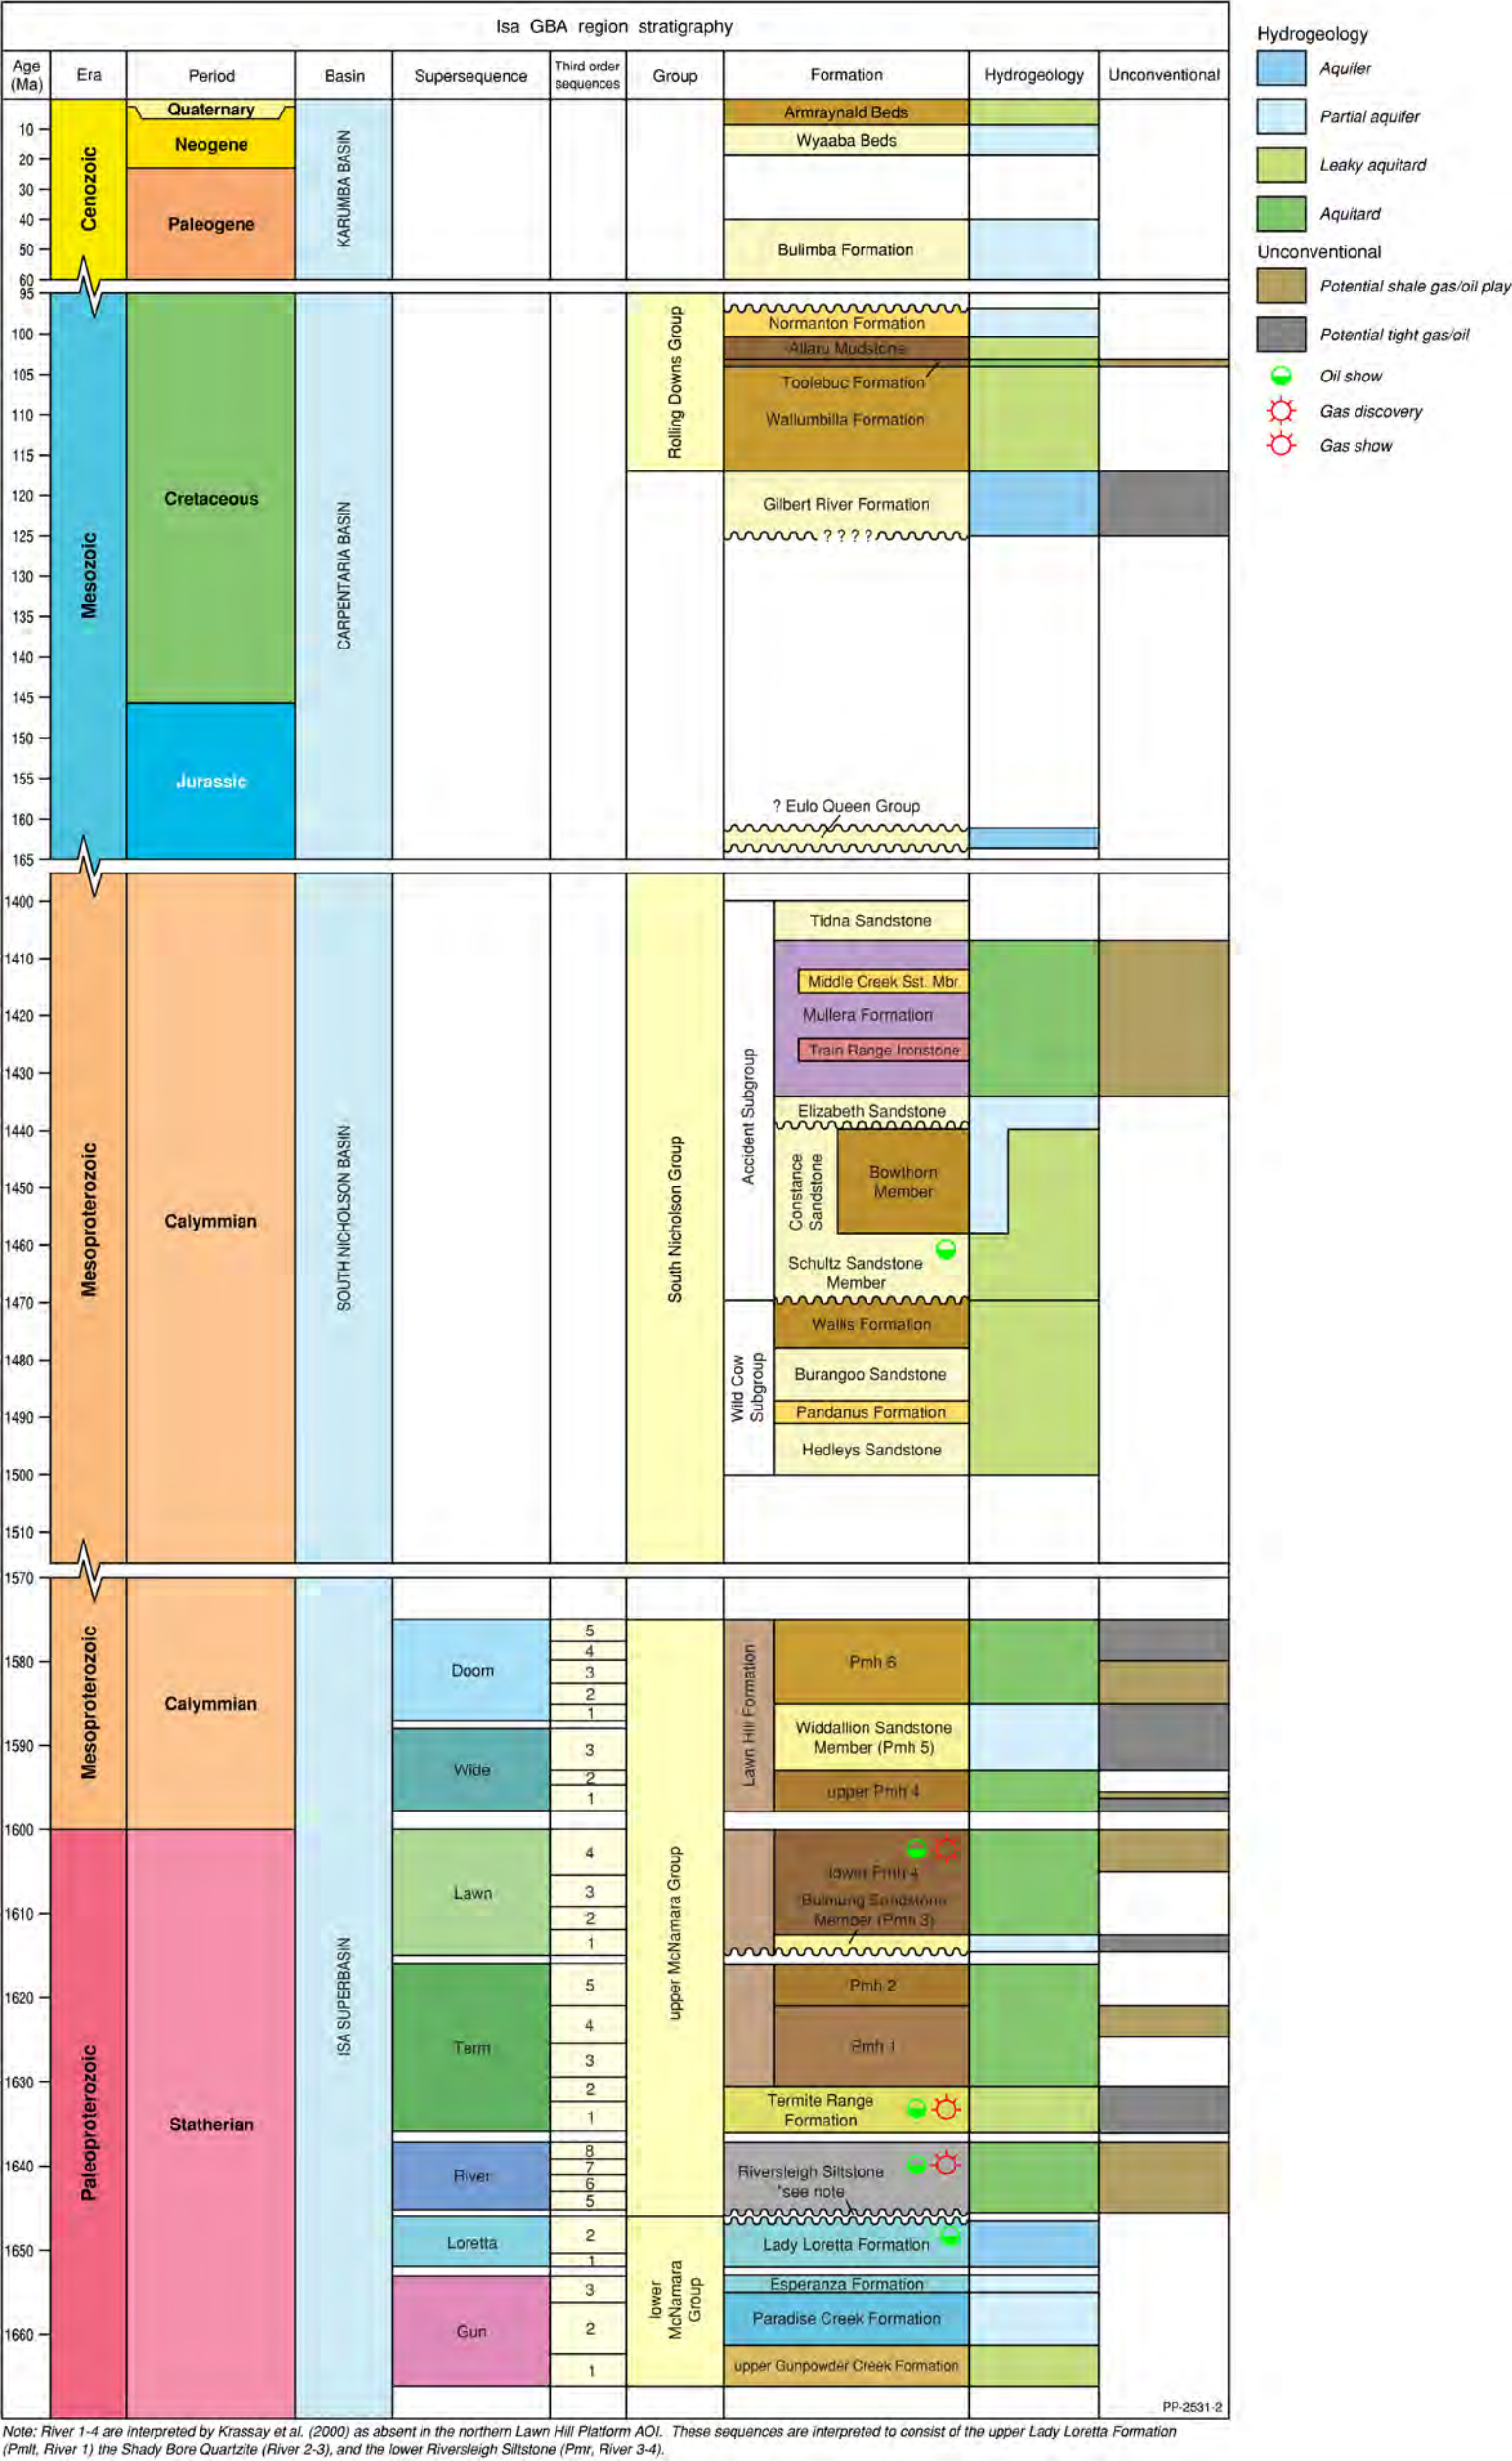 Isa GBA region stratigraphy
Age
(Ma)
Era
Period
Basin
Supersequence
Third order
sequences
Group
Formation
Hydrogeology
Unconventional
10
20
30
40
50
60
95
100
105
110
115
120
125
130
135
140
145
150
155
160
165
1400
1410
1420
1430
1440
1450
1460
1470
1480
1490
1500
1510
1570
1580
1590
1600
1610
1620
1630
1640
1650
1660
Cenozoic
Mesozoic
Mesoproterozoic
Mesoproterozoic
Paleoproterozoic
Quaternary
Neogene
Paleogene
Cretaceous
Jurassic
Calymmian
Calymmian
Statherian
KARUMBA BASIN
CARPENTARIA BASIN
SOUTH NICHOLSON BASIN
ISA SUPERBASIN
Doom
Wide
Lawn
Term
River
Loretta
Gun
5
4
3
2
1
3
2
1
4
3
2
1
5
4
3
2
1
8
7
6
5
2
1
3
2
1
Rolling Downs Group
South Nicholson Group
upper McNamara Group
lower
McNamara
Group
Armraynald Beds
Wyaaba Beds
Bulimba Formation
Normanton Formation
Allaru Mudstone
Toolebuc Formation
Wallumbilla Formation
Gilbert River Formation
? ? ? ?
? Eulo Queen Group
Accident Subgroup
Tidna Sandstone
Middle Creek Sst. Mbr
Mullera Formation
Train Range Ironstone
Elizabeth Sandstone
Constance
Sandstone
Bowthorn
Member
Schultz Sandstone
Member
Wild Cow
Subgroup
Wallis Formation
Burangoo Sandstone
Pandanus Formation
Hedleys Sandstone
Lawn Hill Formation
Pmh 6
Widdallion Sandstone
Member (Pmh 5)
upper Pmh 4
lower Pmh 4
Bulmung Sandstone
Member (Pmh 3)
Pmh 2
Pmh 1
Termite Range
Formation
Riversleigh Siltstone
*see note
Lady Loretta Formation
Esperanza Formation
Paradise Creek Formation
upper Gunpowder Creek Formation
PP-2531-2
Hydrogeology
Aquifer
Partial aquifer
Leaky aquitard
Aquitard
Unconventional
Potential shale gas/oil play
Potential tight gas/oil
Oil show
Gas discovery
Gas show
Note: River 1-4 are interpreted by Krassay et al. (2000) as absent in the northern Lawn Hill Platform AOI. These sequences are interpreted to consist of the upper Lady Loretta Formation
(Pmlt, River 1) the Shady Bore Quartzite (River 2-3), and the lower Riversleigh Siltstone (Pmr, River 3-4).